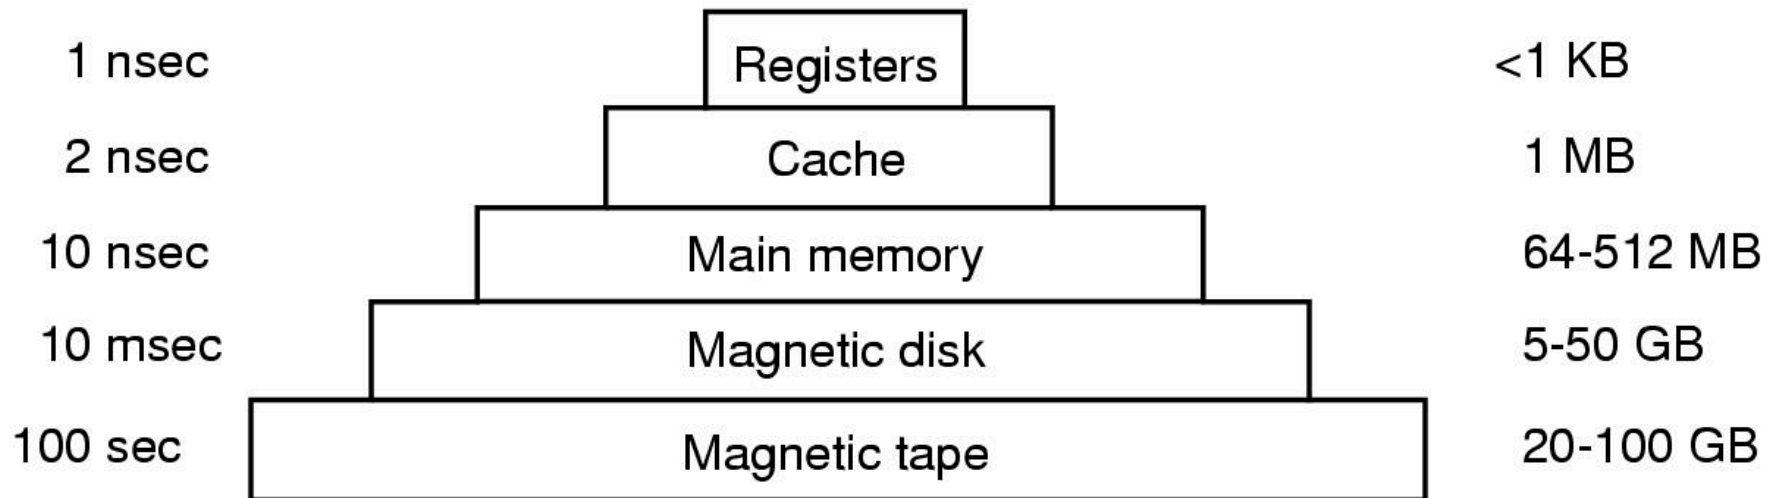 1 nsec Registers <1 KB
2 nsec Cache 1 MB
10 nsec Main memory 64-512 MB
10 msec Magnetic disk 5-50 GB
100 sec Magnetic tape 20-100 GB